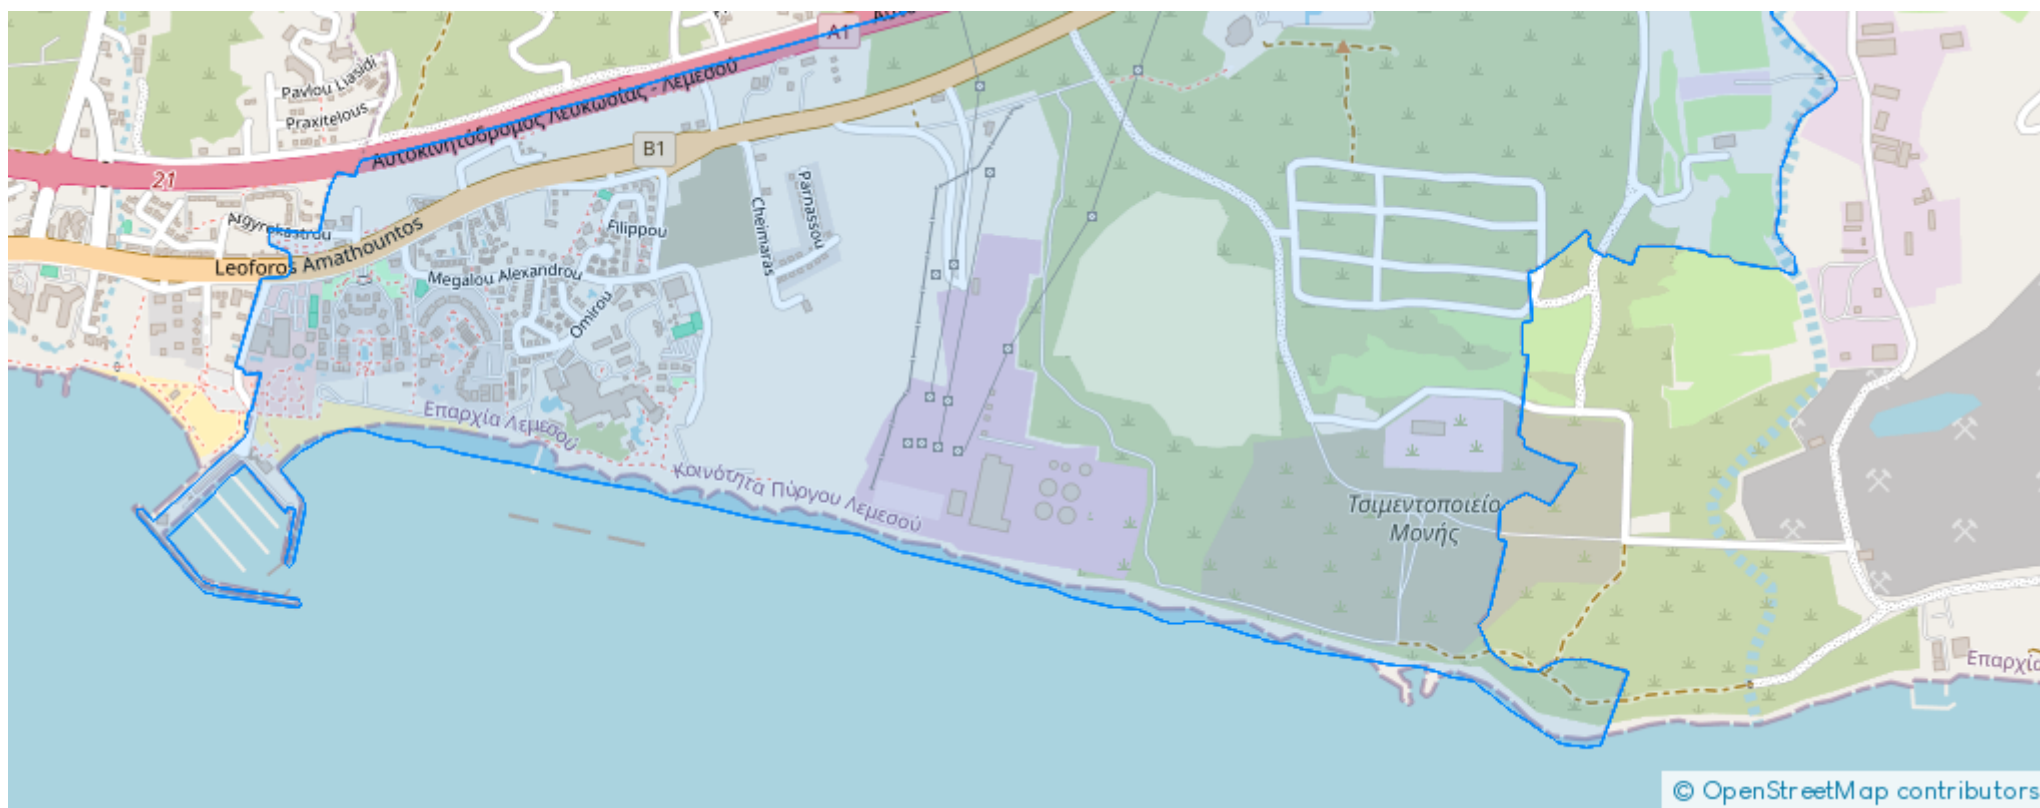 A1
Αυτο
Pavlou Liasidi
Praxitelous
Αυτοκινητόδρομος Λευκωσίας - Λεμεσού
B1
21
Parnassou
Argyrokastrou
Filippou
Cheimaras
Leoforos Amathountos
Megalou Alexandrou
Omirou
Επαρχία Λεμεσού
Κοινότητα Πύργου Λεμεσού
Τσιμεντοποιείο
Μονής
Επαρχία
© OpenStreetMap contributors